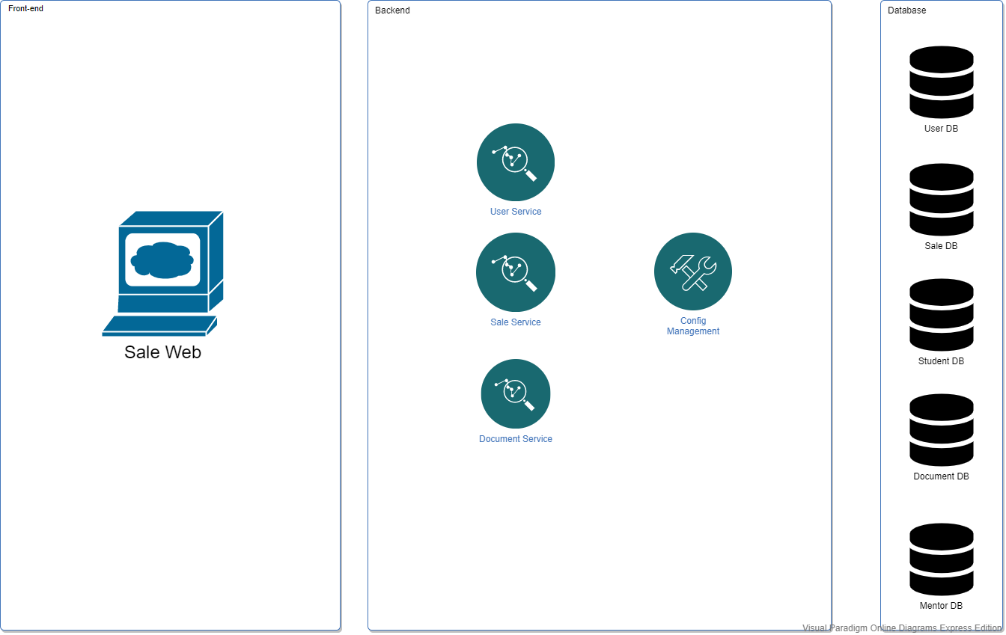 Front-end
Sale Web
Backend
User Service
Sale Service
Document Service
Config
Management
Database
User DB
Sale DB
Student DB
Document DB
Mentor DB
Visual Paradigm Online Diagrams Express Edition